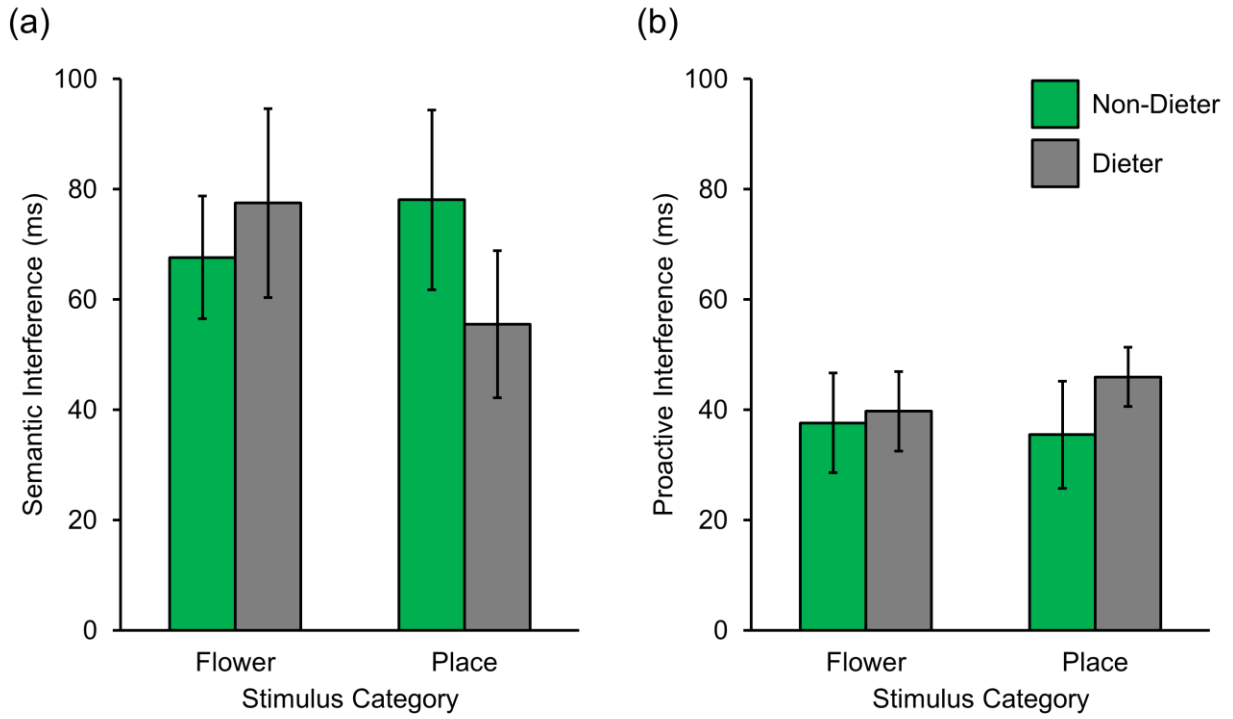 (a)
100
80
60
40
20
0
Semantic Interference (ms)
Flower
Place
Stimulus Category
(b)
100
80
60
40
20
0
Proactive Interference (ms)
Non-Dieter
Dieter
Flower
Place
Stimulus Category